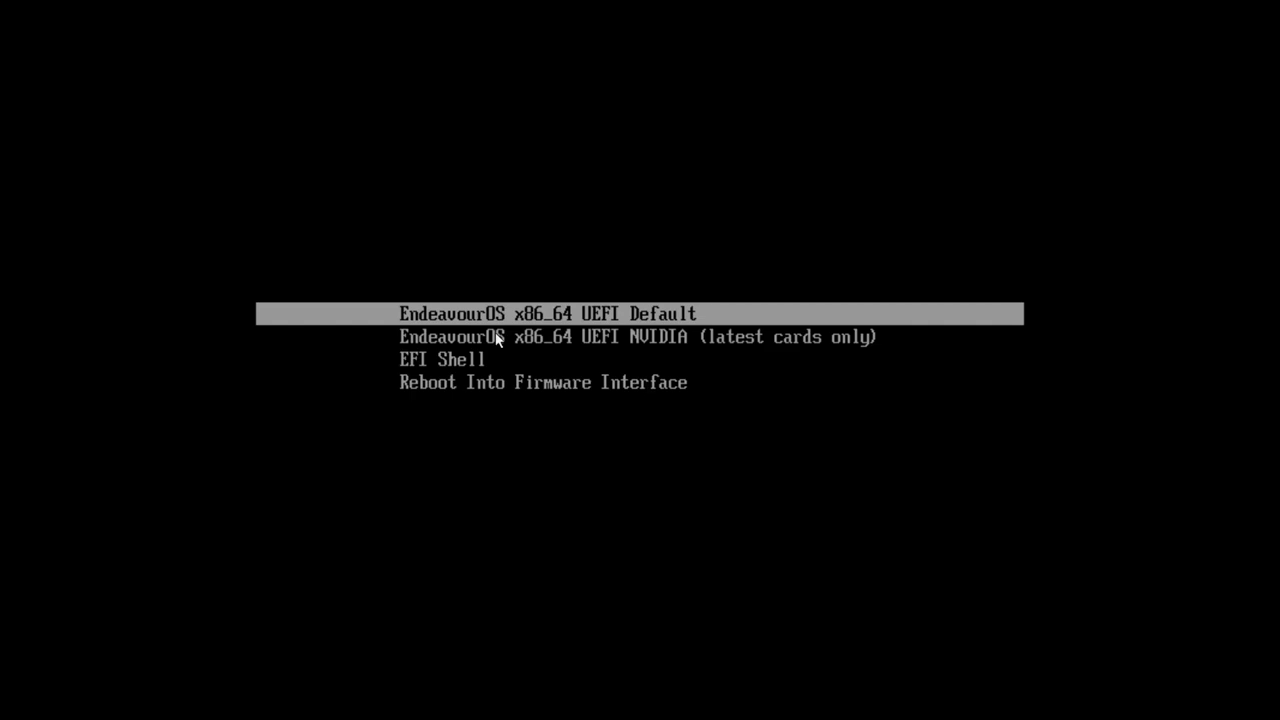 EndeavourOS x86_64 UEFI Default
EndeavourOS x86_64 UEFI NVIDIA (latest cards only)
EFI Shell
Reboot Into Firmware Interface